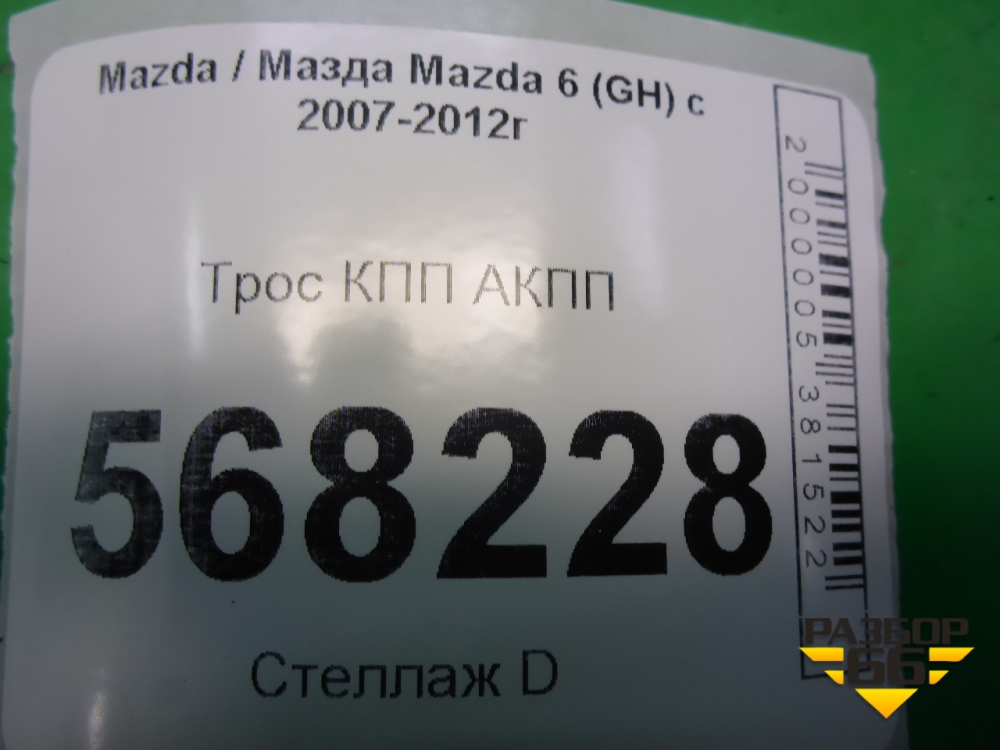 Mazda / Мазда Mazda 6 (GH) с
2007-2012г
Трос КПП АКПП
568228
Стеллаж D
2000005381522
РАЗБОР
66